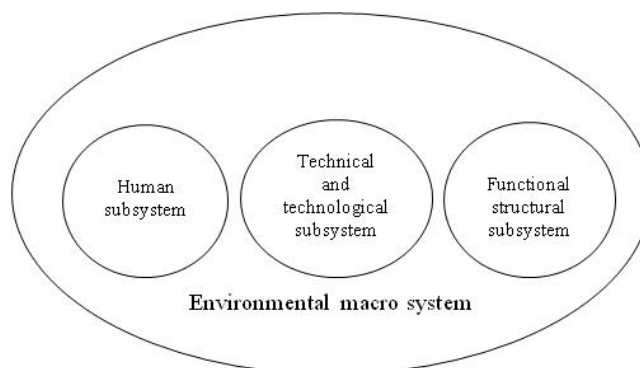 Human
subsystem
Technical
and
technological
subsystem
Functional
structural
subsystem
Environmental macro system